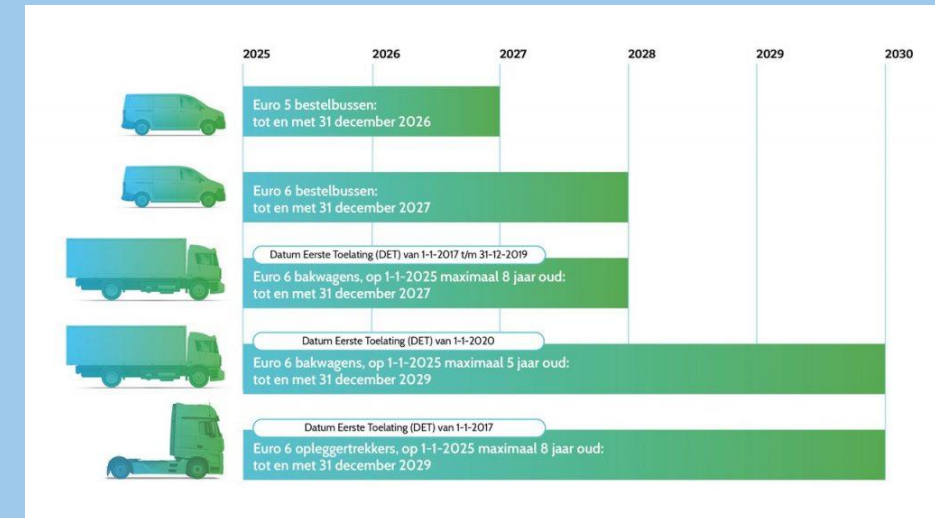 2025 2026 2027 2028 2029 2030
Euro 5 bestelbussen:
tot en met 31 december 2026
Euro 6 bestelbussen:
tot en met 31 december 2027
Datum Eerste Toelating (DET) van 1-1-2017 t/m 31-12-2019
Euro 6 bakwagens, op 1-1-2025 maximaal 8 jaar oud:
tot en met 31 december 2027
Datum Eerste Toelating (DET) van 1-1-2020
Euro 6 bakwagens, op 1-1-2025 maximaal 5 jaar oud:
tot en met 31 december 2029
Datum Eerste Toelating (DET) van 1-1-2017
Euro 6 opleggertrekkers, op 1-1-2025 maximaal 8 jaar oud:
tot en met 31 december 2029